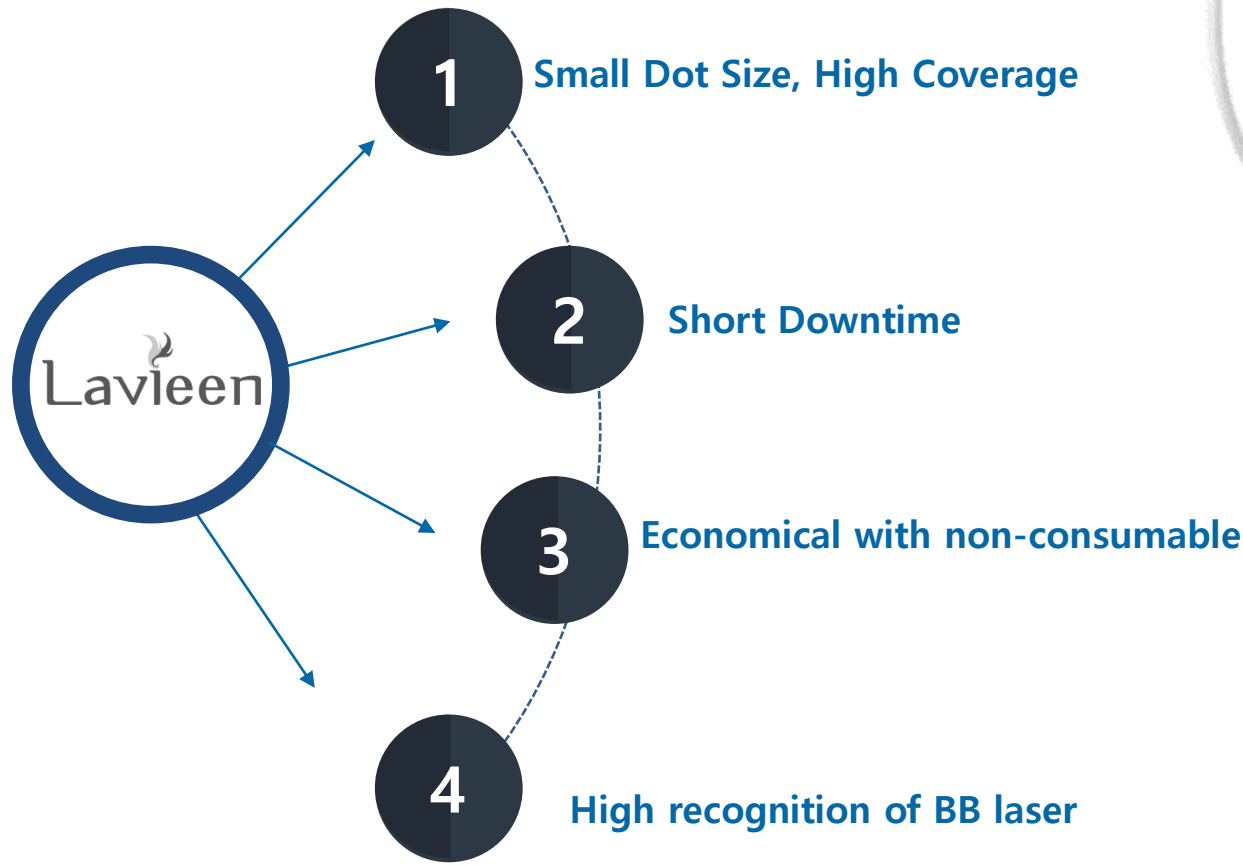 1
Small Dot Size, High Coverage
2
Short Downtime
Lavieen
3
Economical with non-consumable
4
High recognition of BB laser